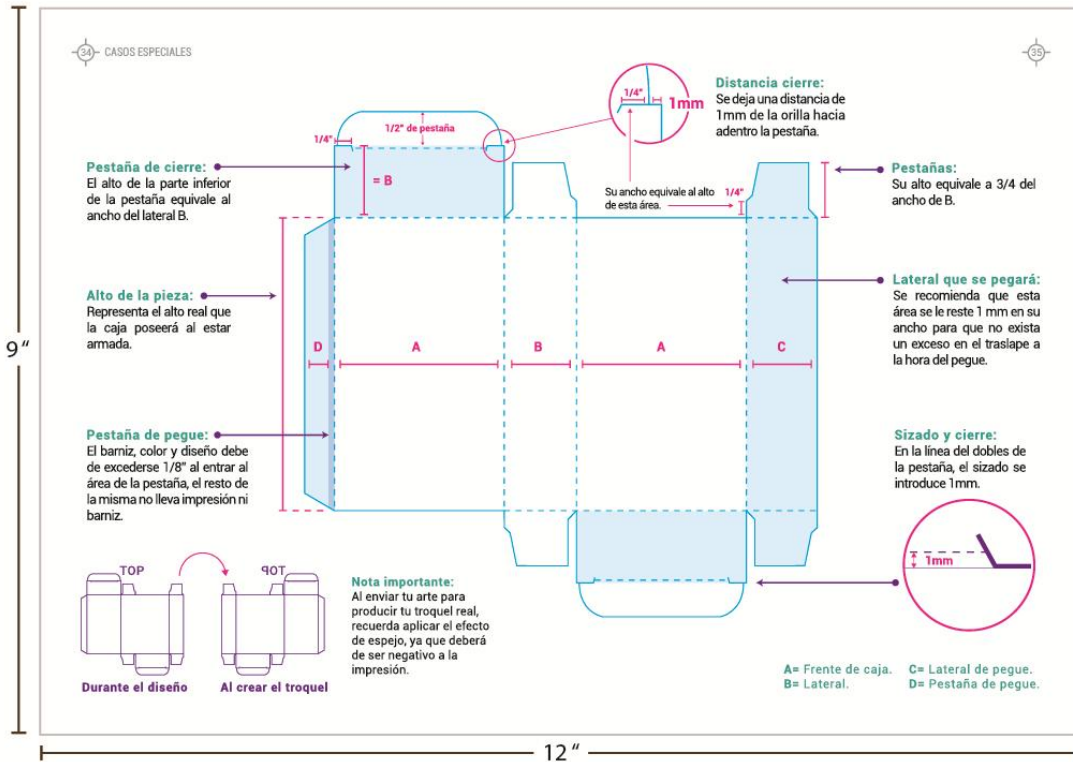 34 CASOS ESPECIALES
35
Distancia cierre:
Se deja una distancia de
1mm de la orilla hacia
adentro la pestaña.
1/4"
1mm
1/2" de pestaña
1/4"
Pestaña de cierre:
El alto de la parte inferior
de la pestaña equivale al
ancho del lateral B.
= B
Su ancho equivale al alto
de esta área.
1/4"
Pestañas:
Su alto equivale a 3/4 del
ancho de B.
Alto de la pieza:
Representa el alto real que
la caja poseerá al estar
armada.
Lateral que se pegará:
Se recomienda que esta
área se le reste 1 mm en su
ancho para que no exista
un exceso en el traslape a
la hora del pegue.
9"
D
A
B
A
C
Pestaña de pegue:
El barniz, color y diseño debe
de excederse 1/8" al entrar al
área de la pestaña, el resto de
la misma no lleva impresión ni
barniz.
Sizado y cierre:
En la línea del dobles de
la pestaña, el sizado se
introduce 1mm.
1mm
TOP
TOP
Durante el diseño
Al crear el troquel
Nota importante:
Al enviar tu arte para
producir tu troquel real,
recuerda aplicar el efecto
de espejo, ya que deberá
de ser negativo a la
impresión.
A= Frente de caja.
B= Lateral.
C= Lateral de pegue.
D= Pestaña de pegue.
12"